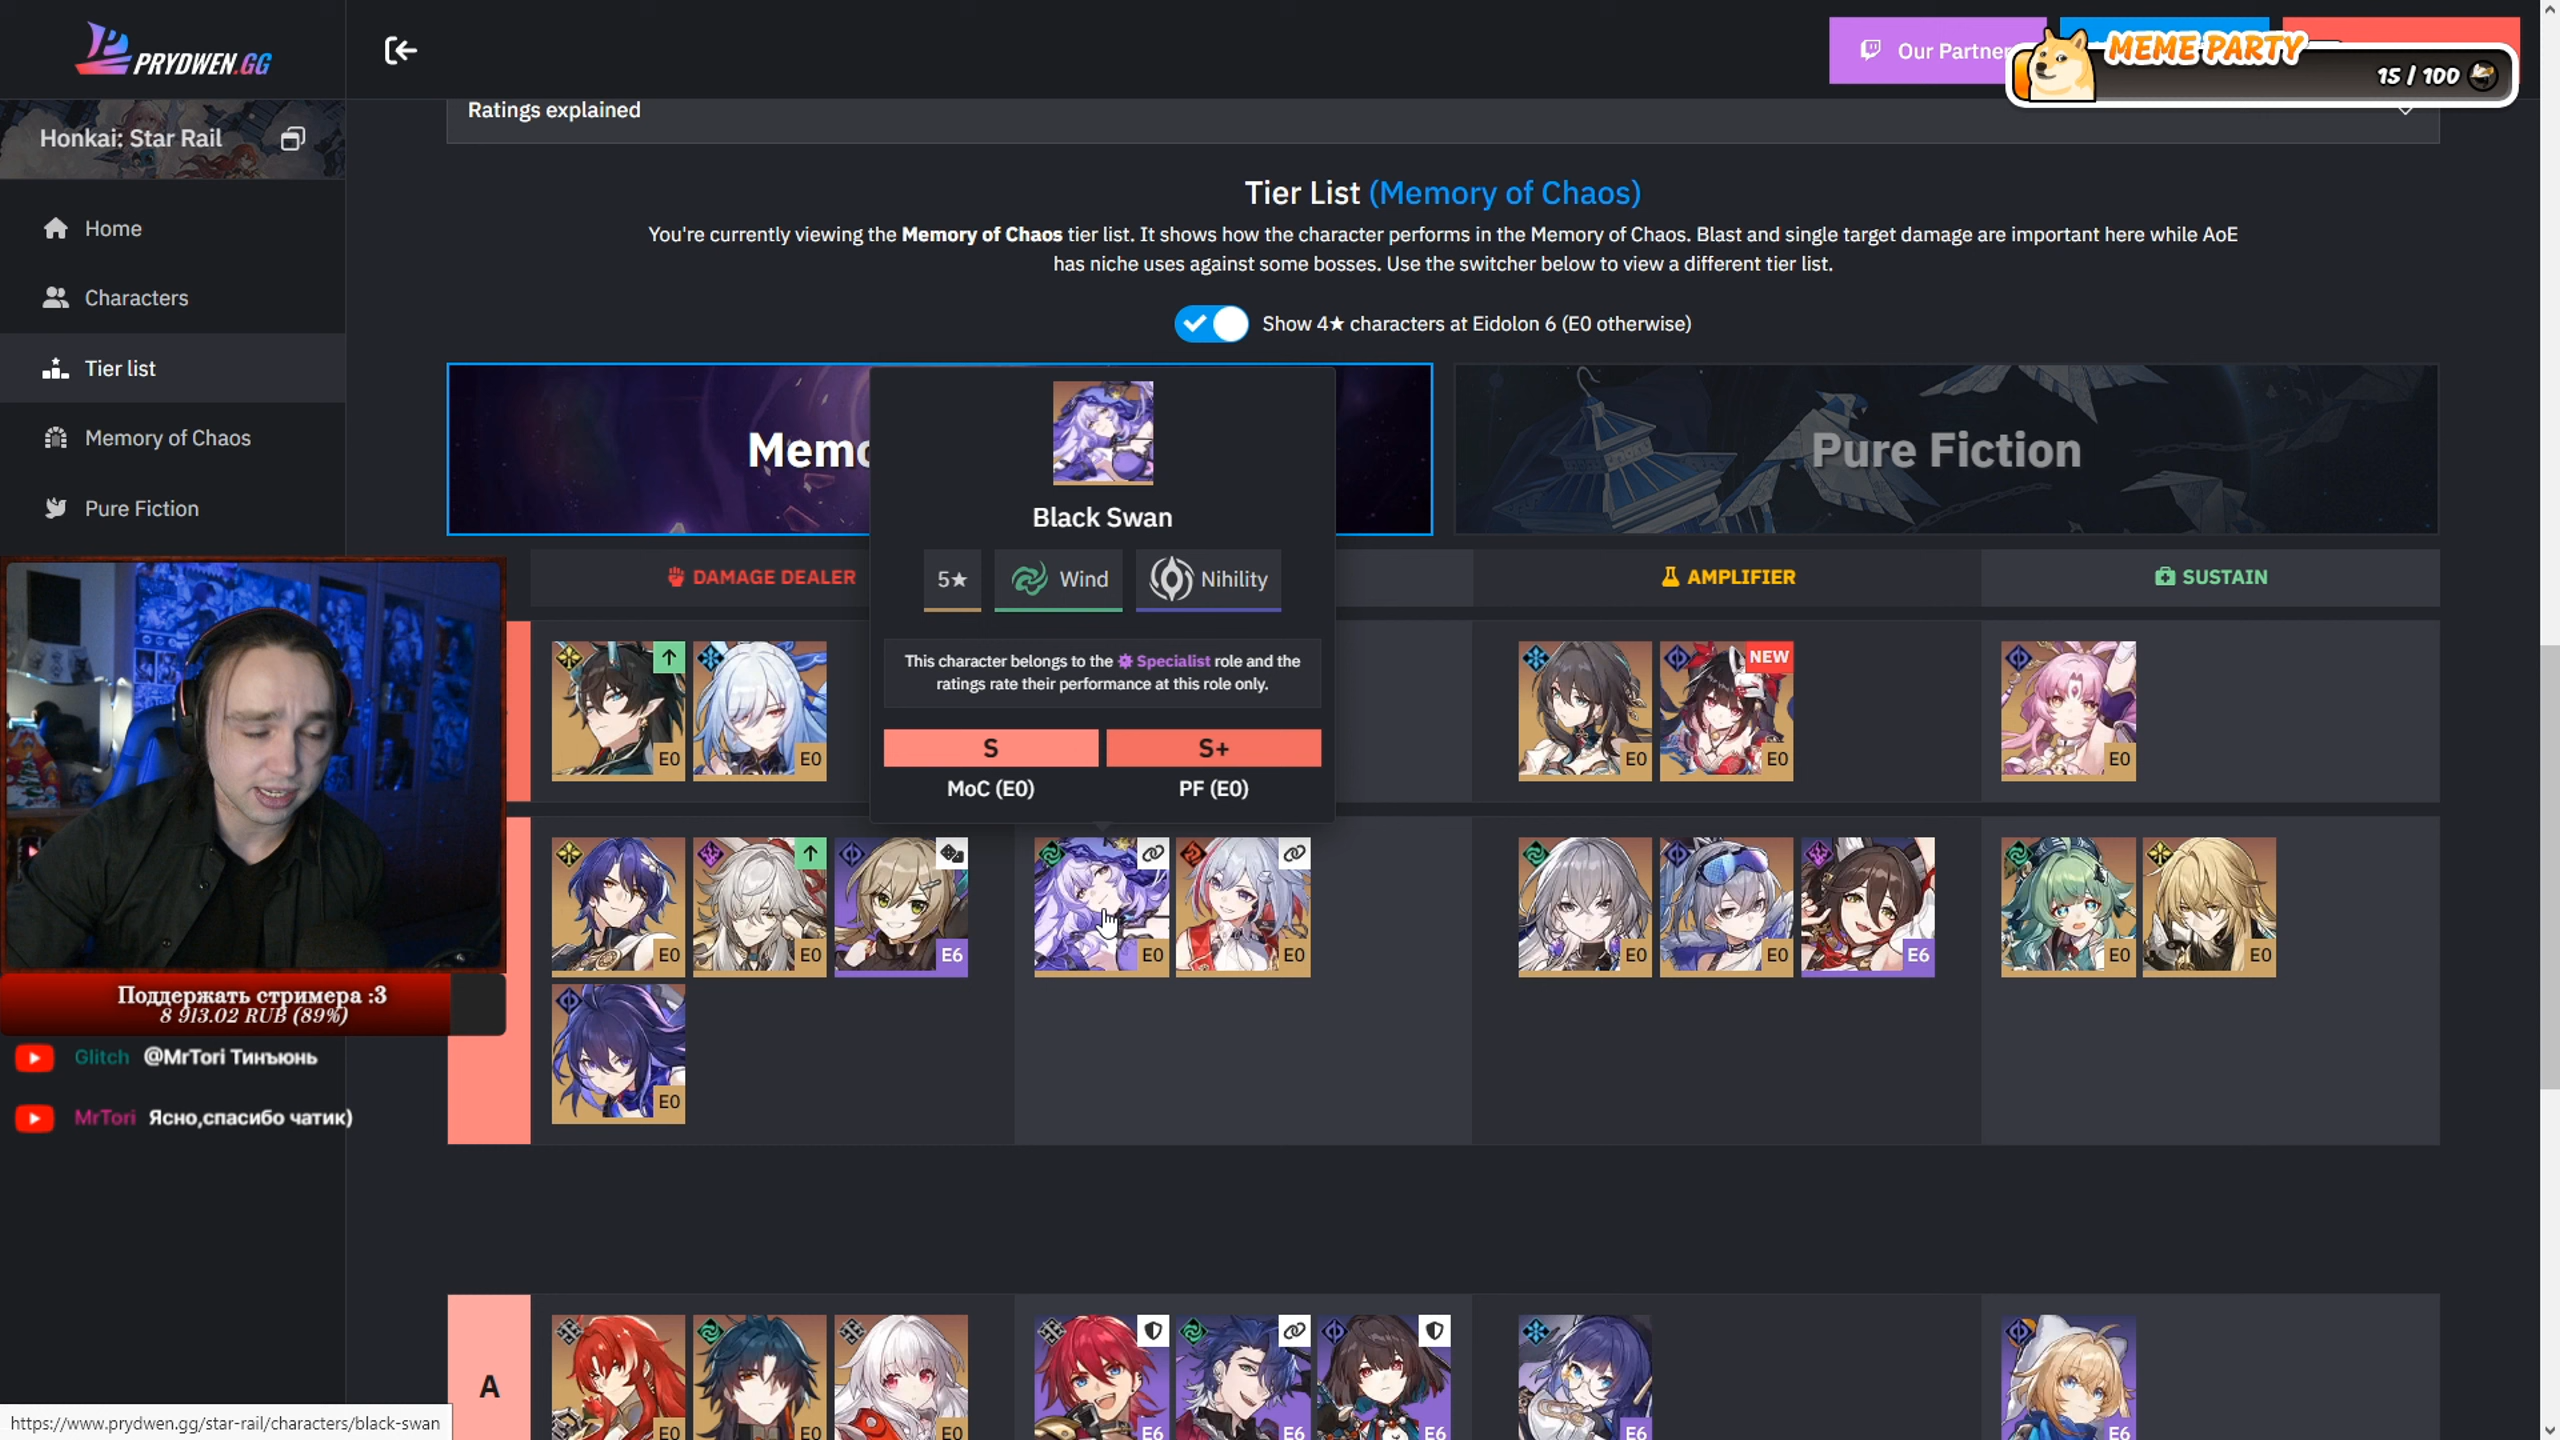 PRYDWEN.GG
Our Partner
MEME PARTY
15 / 100
Honkai: Star Rail
Home
Characters
Tier list
Memory of Chaos
Pure Fiction
Ratings explained
Tier List (Memory of Chaos)
You're currently viewing the Memory of Chaos tier list. It shows how the character performs in the Memory of Chaos. Blast and single target damage are important here while AoE
has niche uses against some bosses. Use the switcher below to view a different tier list.
Show 4★ characters at Eidolon 6 (E0 otherwise)
Memo
Pure Fiction
Black Swan
5★
Wind
Nihility
This character belongs to the Specialist role and the
ratings rate their performance at this role only.
S
S+
MoC (E0)
PF (E0)
DAMAGE DEALER
AMPLIFIER
SUSTAIN
E0
E0
E0
NEW
E0
E0
E0
E0
E6
E0
E0
E0
E0
E6
E0
E0
E0
A
E0
E0
E0
E6
E6
E6
E6
E6
Поддержать стримера :3
8 913.02 RUB (89%)
Glitch @MrTori Тинъюнь
MrTori Ясно,спасибо чатик)
https://www.prydwen.gg/star-rail/characters/black-swan